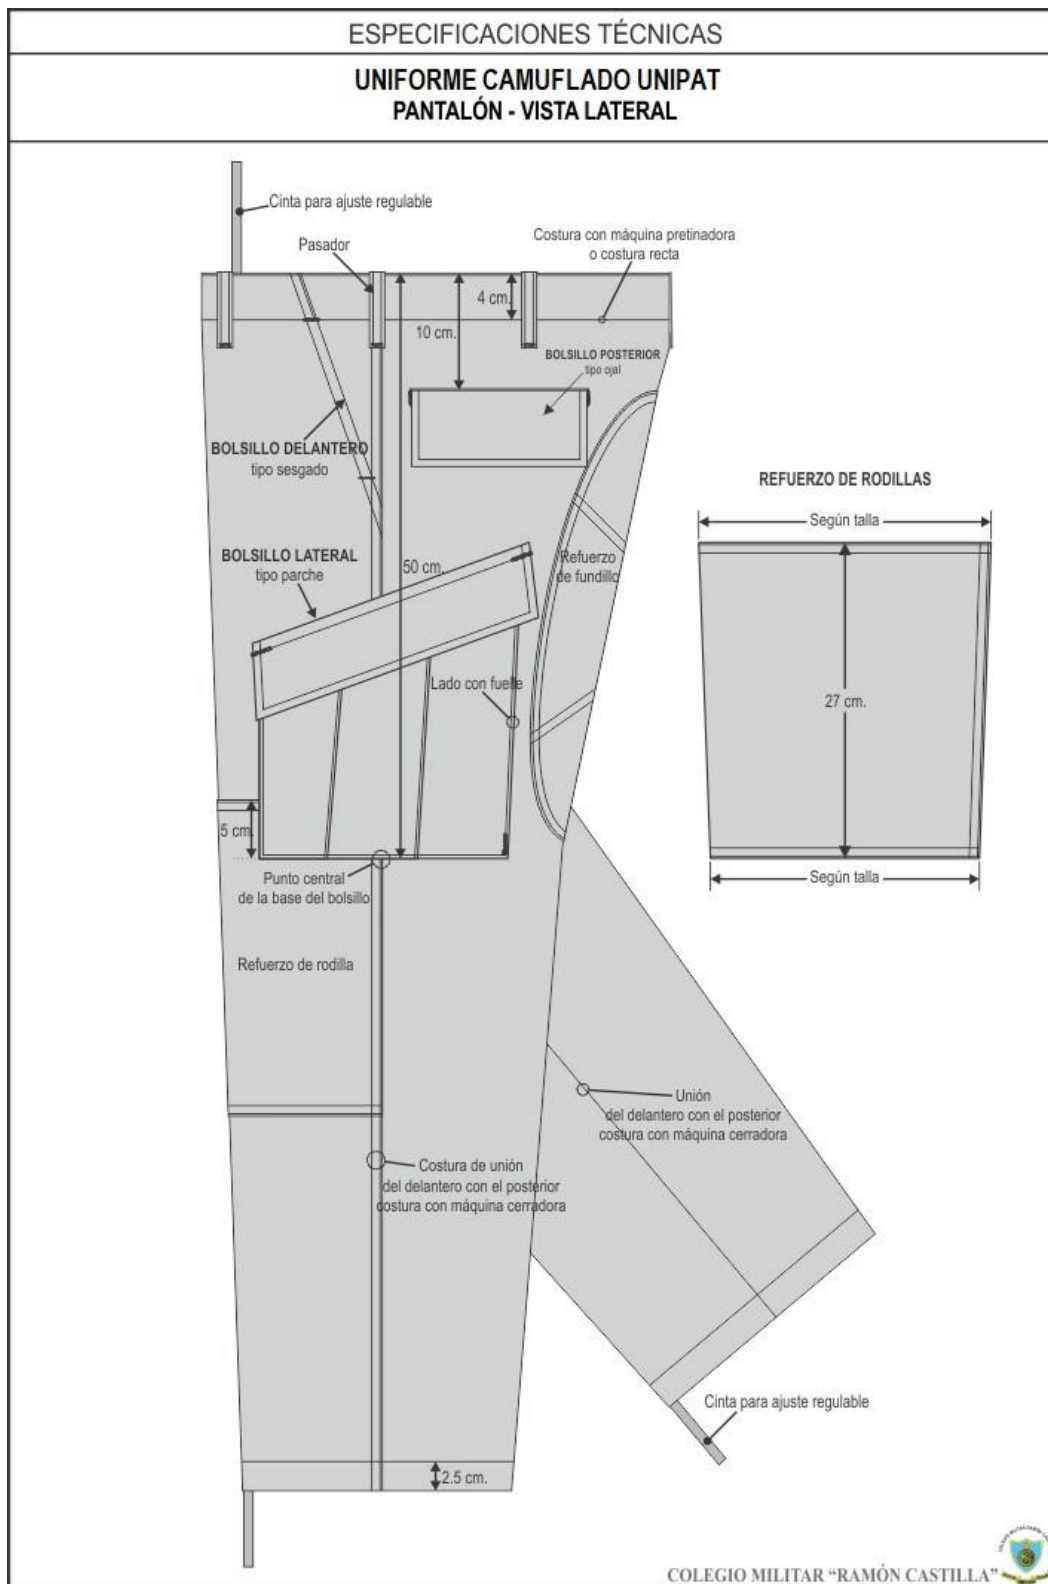 ESPECIFICACIONES TÉCNICAS
UNIFORME CAMUFLADO UNIPAT
PANTALÓN - VISTA LATERAL
Cinta para ajuste regulable
Pasador
Costura con máquina pretinadora
o costura recta
4 cm.
10 cm.
BOLSILLO POSTERIOR
tipo ojal
BOLSILLO DELANTERO
tipo sesgado
REFUERZO DE RODILLAS
Según talla
BOLSILLO LATERAL
tipo parche
50 cm.
Refuerzo
de fundillo
Lado con fuelle
27 cm.
5 cm.
Punto central
de la base del bolsillo
Según talla
Refuerzo de rodilla
Unión
del delantero con el posterior
costura con máquina cerradora
Costura de unión
del delantero con el posterior
costura con máquina cerradora
Cinta para ajuste regulable
2.5 cm.
COLEGIO MILITAR “RAMÓN CASTILLA”